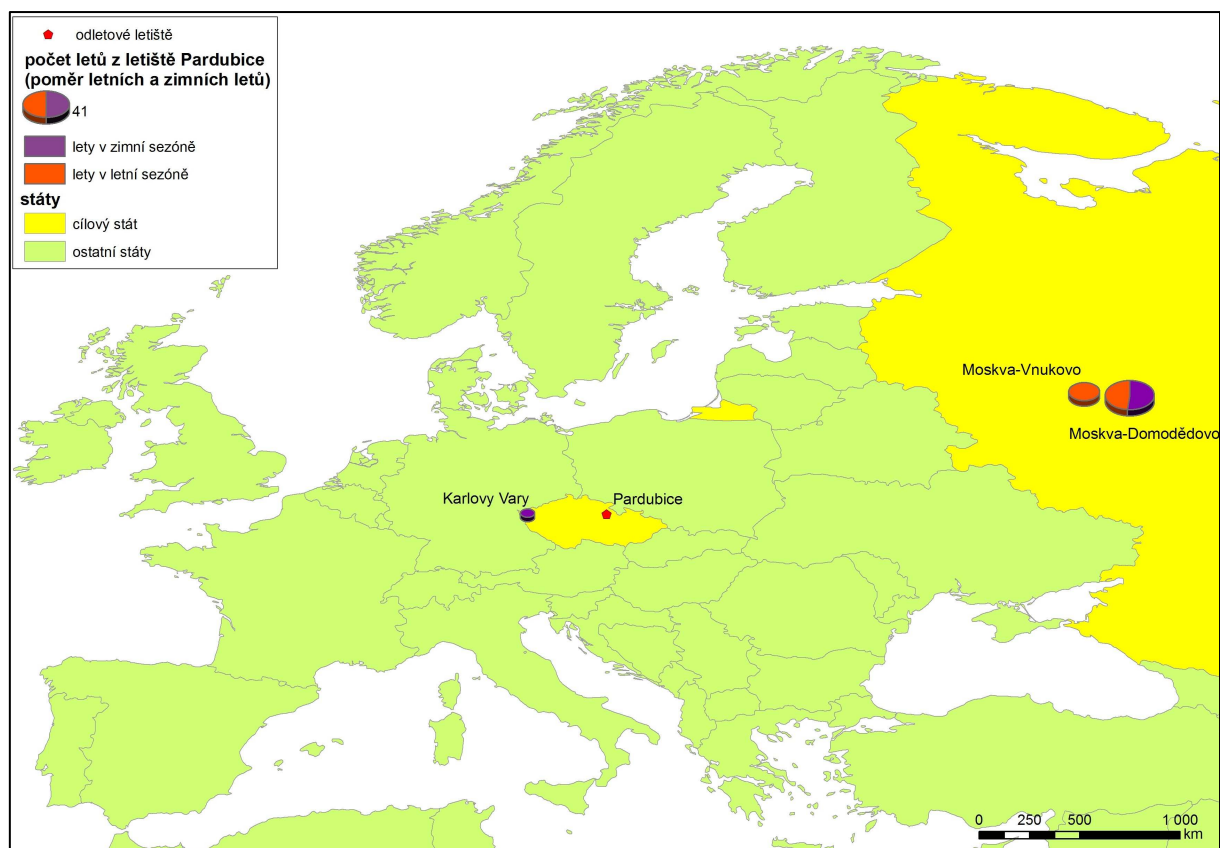 odletové letiště
počet letů z letiště Pardubice
(poměr letních a zimních letů)
41
lety v zimní sezóně
lety v letní sezóně
státy
cílový stát
ostatní státy
Moskva-Vnukovo
Moskva-Domodědovo
Karlovy Vary
Pardubice
0 250 500 1 000
km